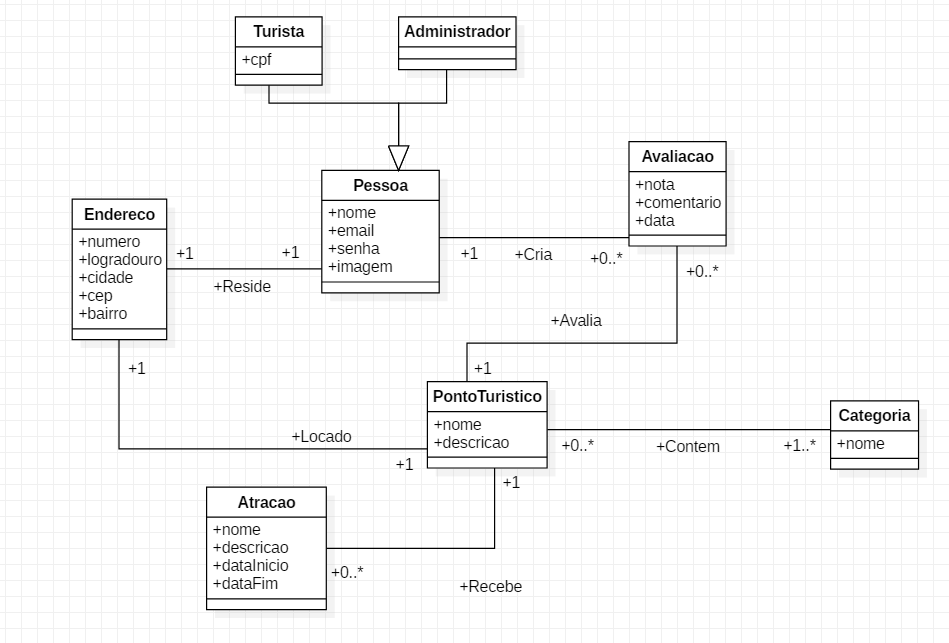 Turista
+cpf
Administrador
Pessoa
+nome
+email
+senha
+imagem
Avaliacao
+nota
+comentario
+data
Endereco
+numero
+logradouro
+cidade
+cep
+bairro
+1
+1
+Reside
+1
+Cria
+0..*
+0..*
+Avalia
+1
+1
PontoTuristico
+nome
+descricao
Categoria
+nome
+Locado
+1
+0..*
+Contem
+1..*
+1
Atracao
+nome
+descricao
+dataInicio
+dataFim
+0..*
+Recebe